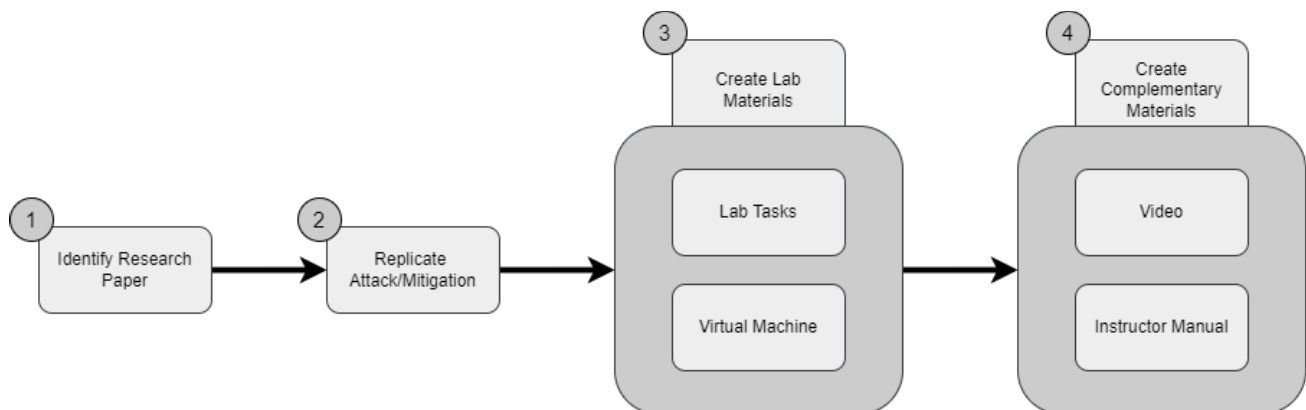 1
Identify Research
Paper
2
Replicate
Attack/Mitigation
3
Create Lab
Materials
Lab Tasks
Virtual Machine
4
Create
Complementary
Materials
Video
Instructor Manual